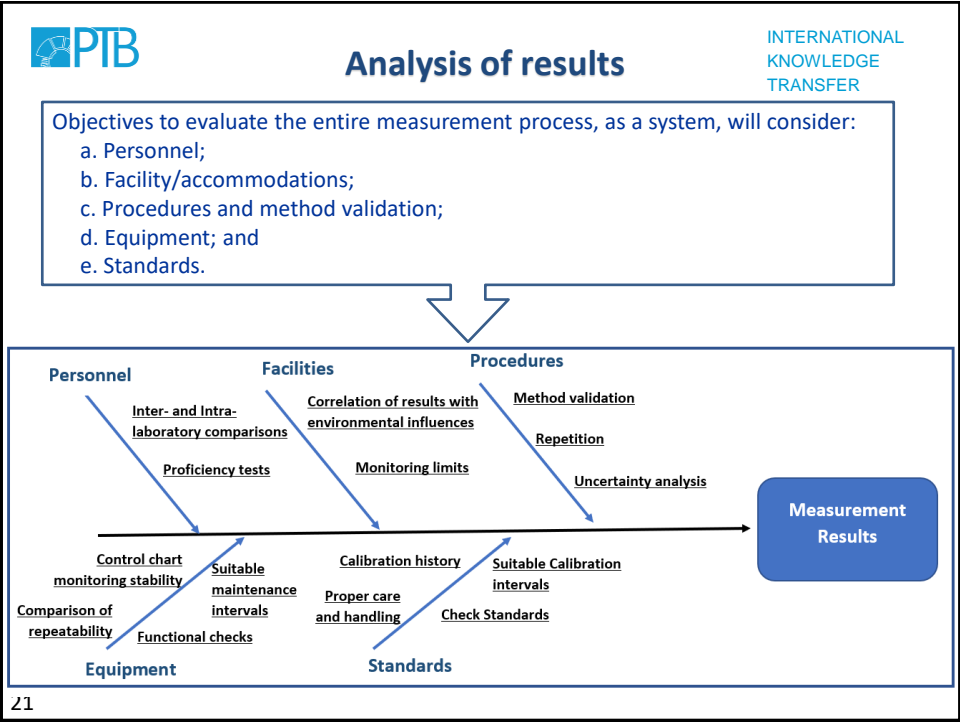 PTB
Analysis of results
INTERNATIONAL
KNOWLEDGE
TRANSFER
Objectives to evaluate the entire measurement process, as a system, will consider:
a. Personnel;
b. Facility/accommodations;
c. Procedures and method validation;
d. Equipment; and
e. Standards.
Personnel
Inter- and Intra-
laboratory comparisons
Proficiency tests
Facilities
Correlation of results with
environmental influences
Monitoring limits
Procedures
Method validation
Repetition
Uncertainty analysis
Measurement
Results
Control chart
monitoring stability
Comparison of
repeatability
Suitable
maintenance
intervals
Functional checks
Equipment
Calibration history
Proper care
and handling
Suitable Calibration
intervals
Check Standards
Standards
21